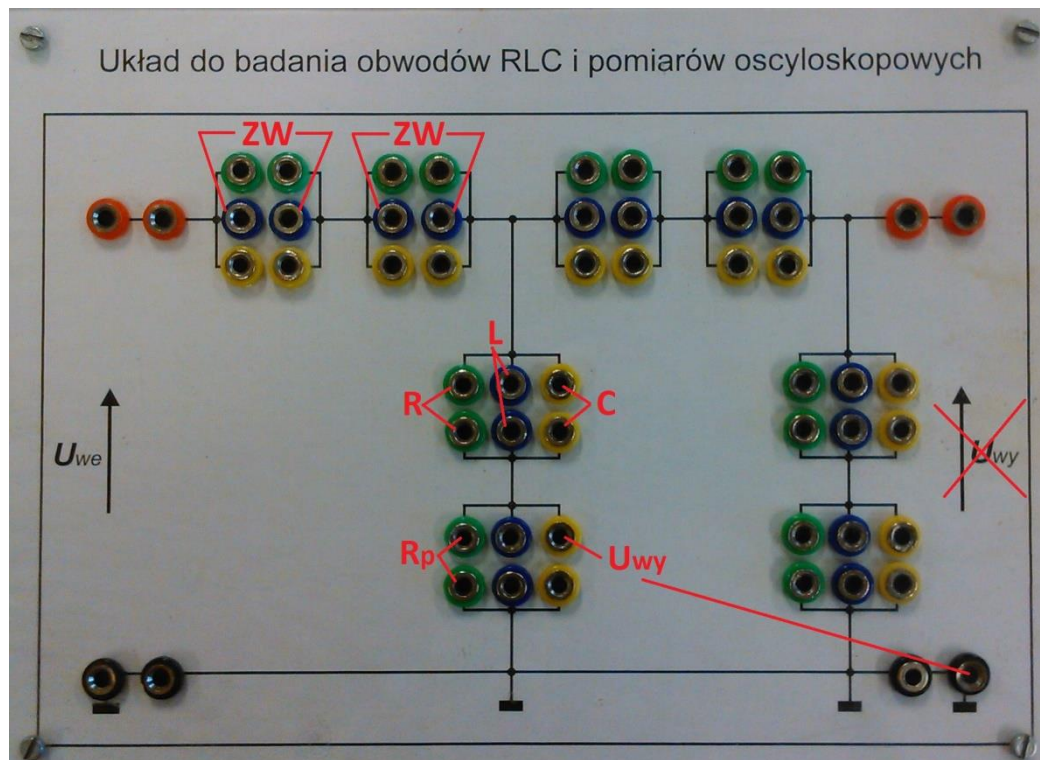 Układ do badania obwodów RLC i pomiarów oscyloskopowych
ZW ZW
L
R C
Uwe Uwy
Rp Uwy